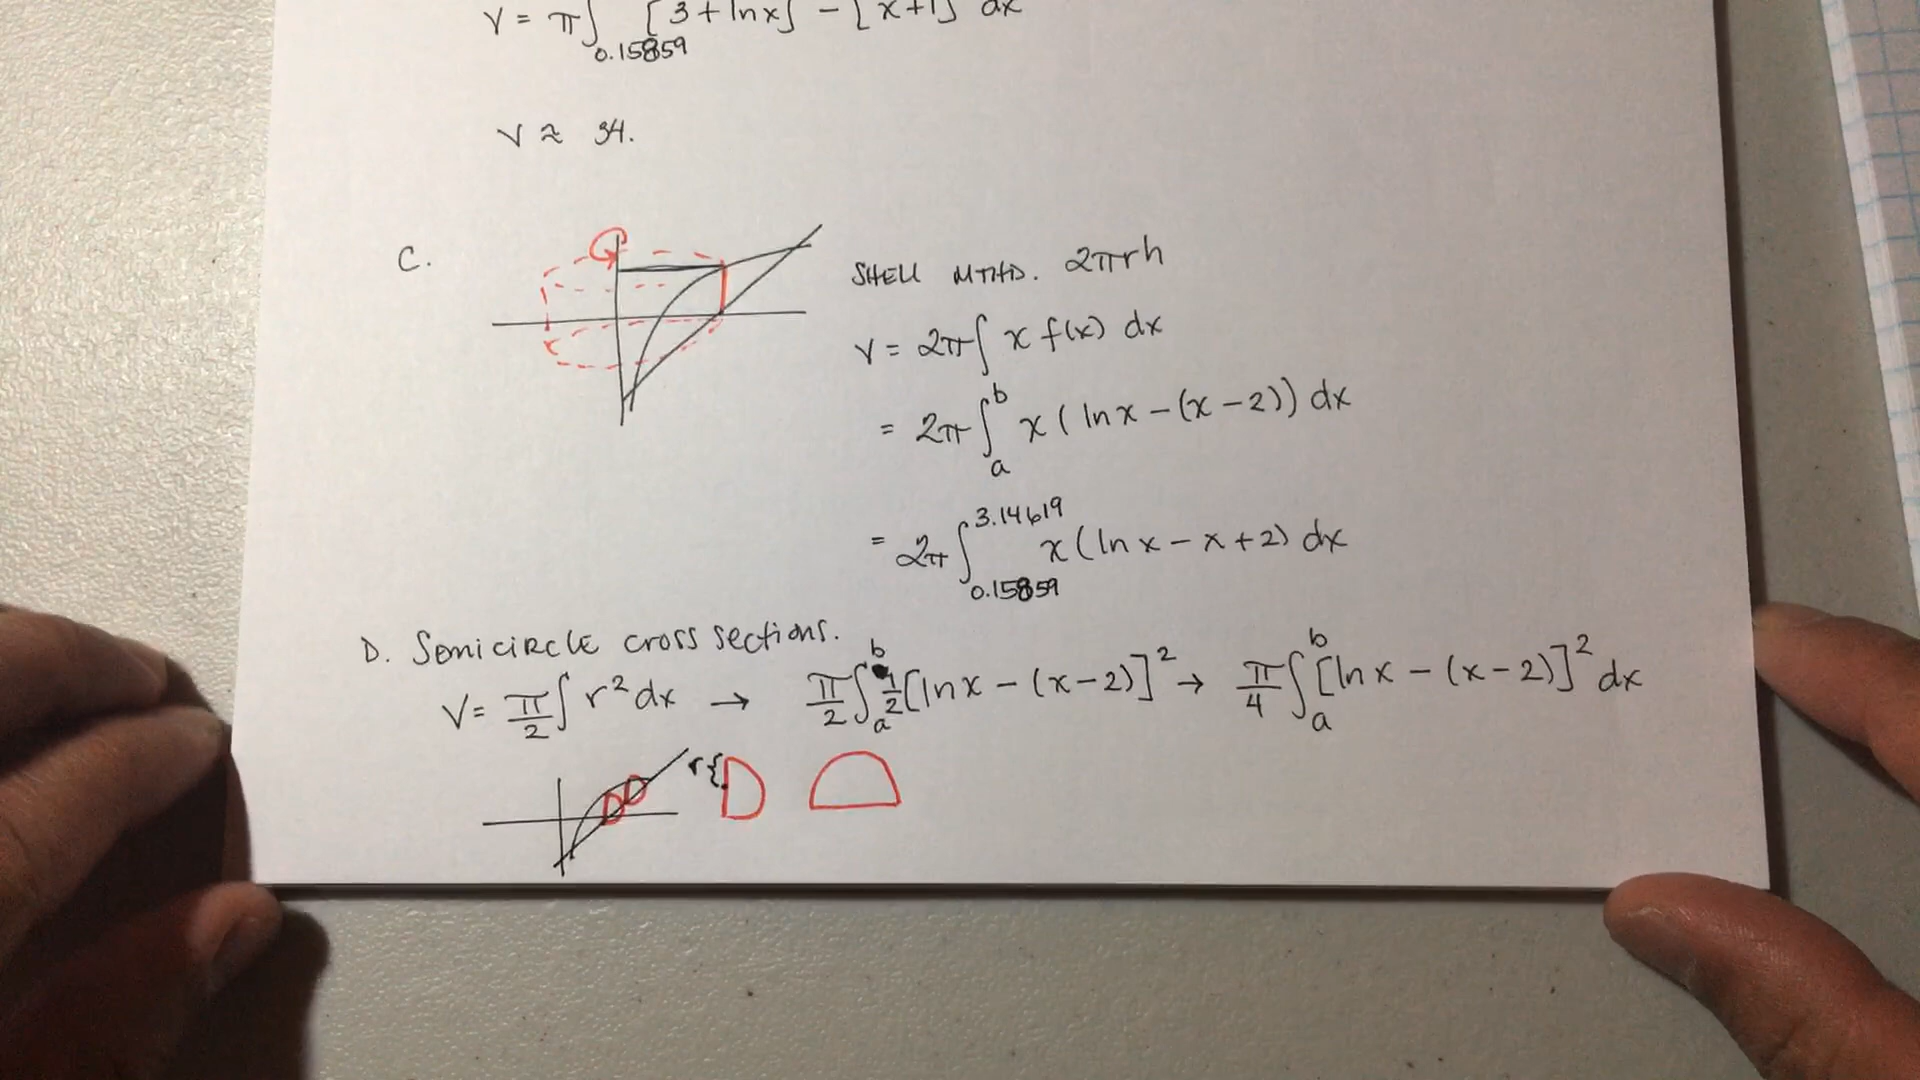 V = π∫ [3 + ln x] - [x+1] dx
0.15859
V ≈ 34.
C.
SHELL MTHD. 2πrh
V = 2π∫ x f(x) dx
= 2π∫ₐᵇ x ( ln x - (x - 2)) dx
= 2π∫ x (ln x - x + 2) dx
3.14619
0.15859
D. Semicircle cross sections.
V = π/2 ∫ r² dx → π/2 ∫ₐᵇ 1/2 [ln x - (x-2)]² → π/4 ∫ₐᵇ [ln x - (x-2)]² dx
r{